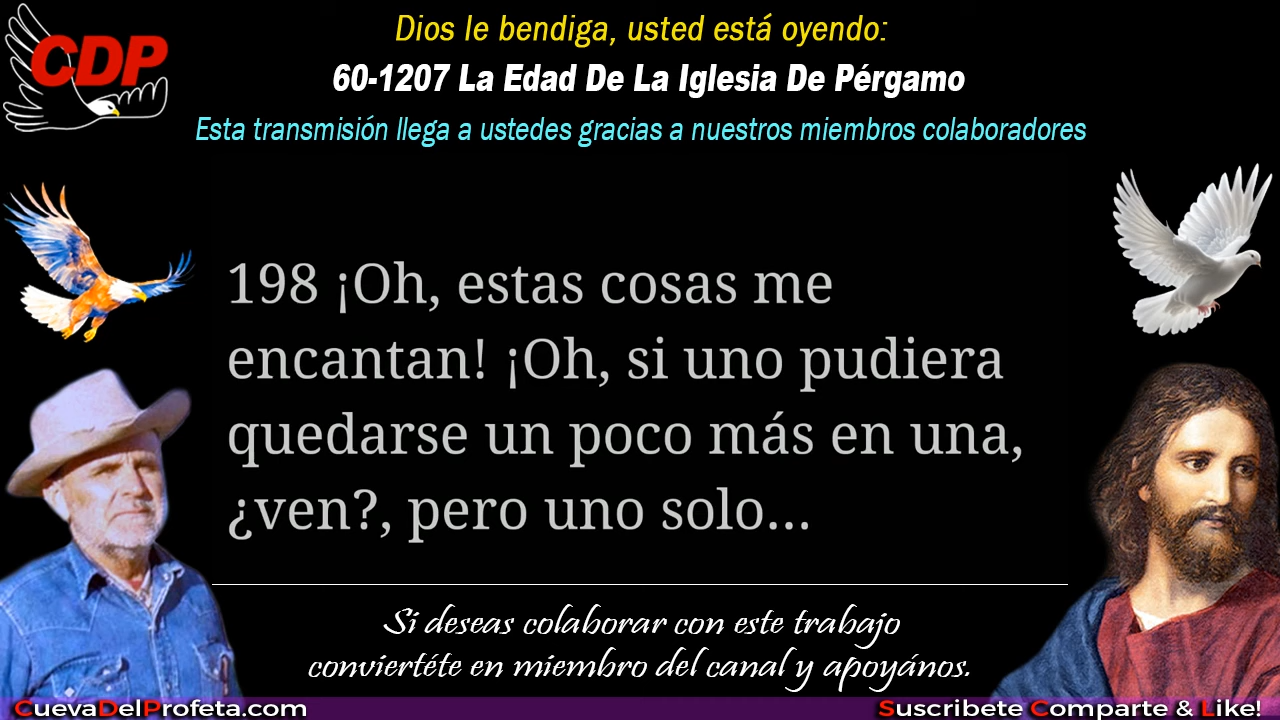 CDP
Dios le bendiga, usted está oyendo:
60-1207 La Edad De La Iglesia De Pérgamo
Esta transmisión llega a ustedes gracias a nuestros miembros colaboradores
198 ¡Oh, estas cosas me
encantan! ¡Oh, si uno pudiera
quedarse un poco más en una,
¿ven?, pero uno solo...
Si deseas colaborar con este trabajo
conviertéte en miembro del canal y apoyános.
CuevaDelProfeta.com
Suscribete Comparte & Like!